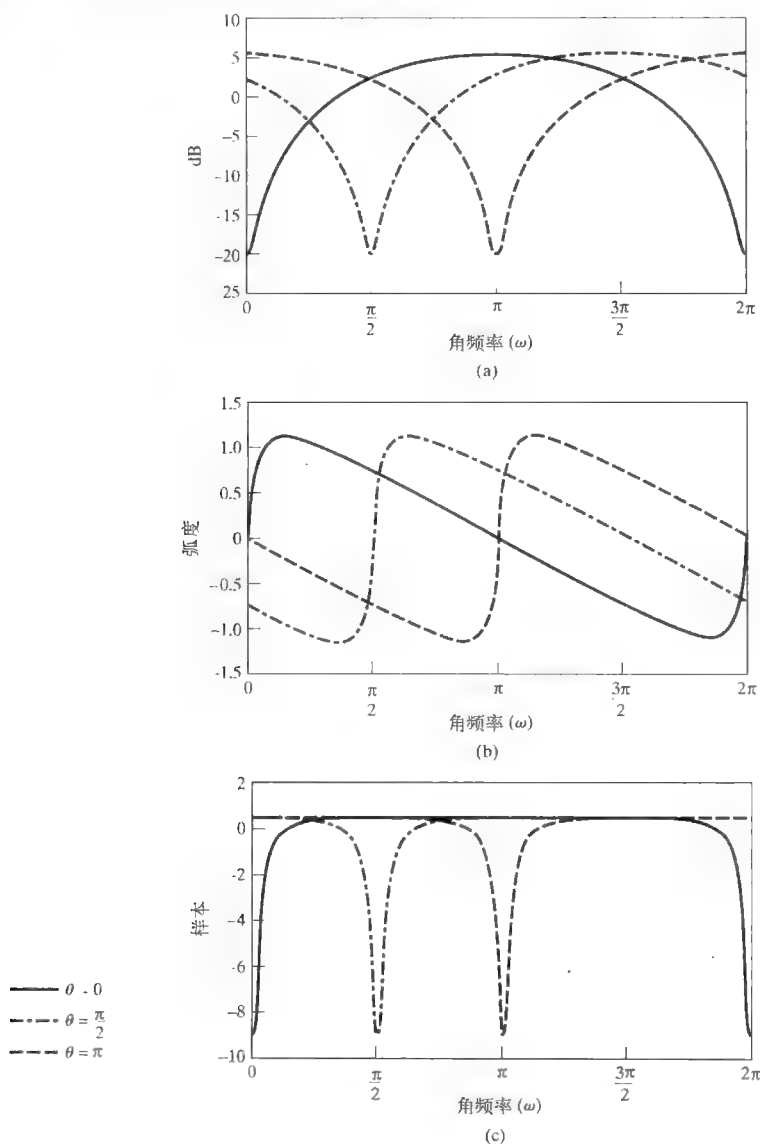 10
5
0
-5
-10
-15
-20
25
dB
0
π/2
π
3π/2
2π
角频率 (ω)
(a)
1.5
1.0
0.5
0
-0.5
-1.0
-1.5
弧度
0
π/2
π
3π/2
2π
角频率 (ω)
(b)
2
0
-2
-4
-6
-8
-10
样本
0
π/2
π
3π/2
2π
角频率 (ω)
(c)
θ - 0
θ = π/2
θ = π